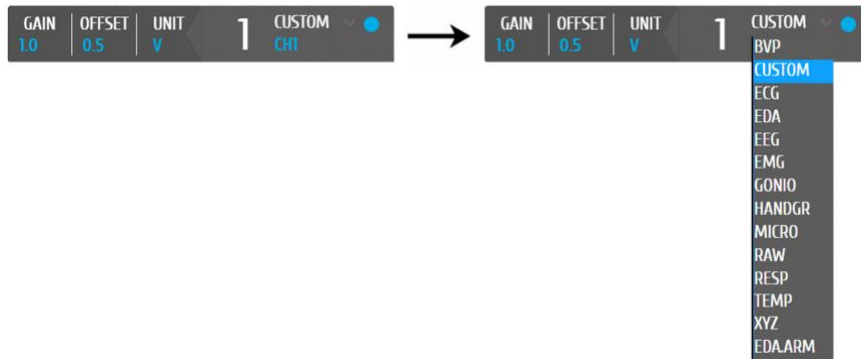 GAIN OFFSET UNIT 1 CUSTOM
1.0 0.5 V CH1
GAIN OFFSET UNIT 1 CUSTOM
1.0 0.5 V
BVP
CUSTOM
ECG
EDA
EEG
EMG
GONIO
HANDGR
MICRO
RAW
RESP
TEMP
XYZ
EDA.ARM